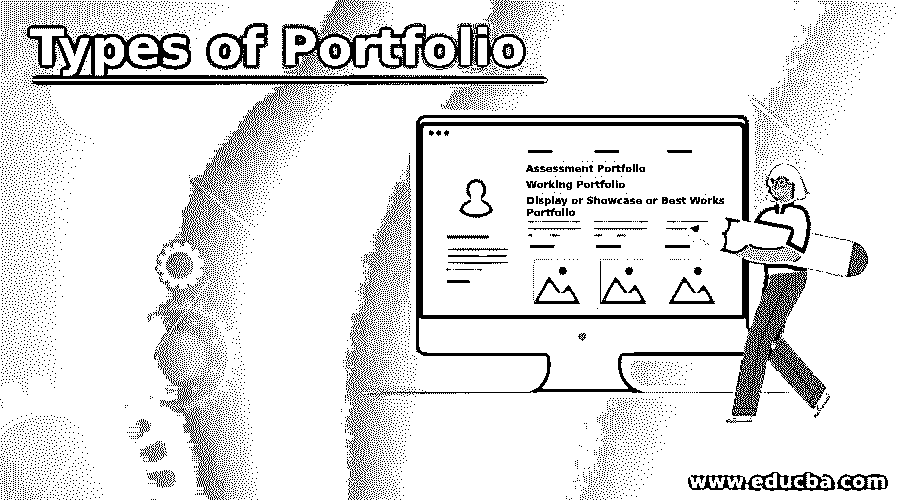 Types of Portfolio
Assessment Portfolio
Working Portfolio
Display or Showcase or Best Works
Portfolio
www.educba.com